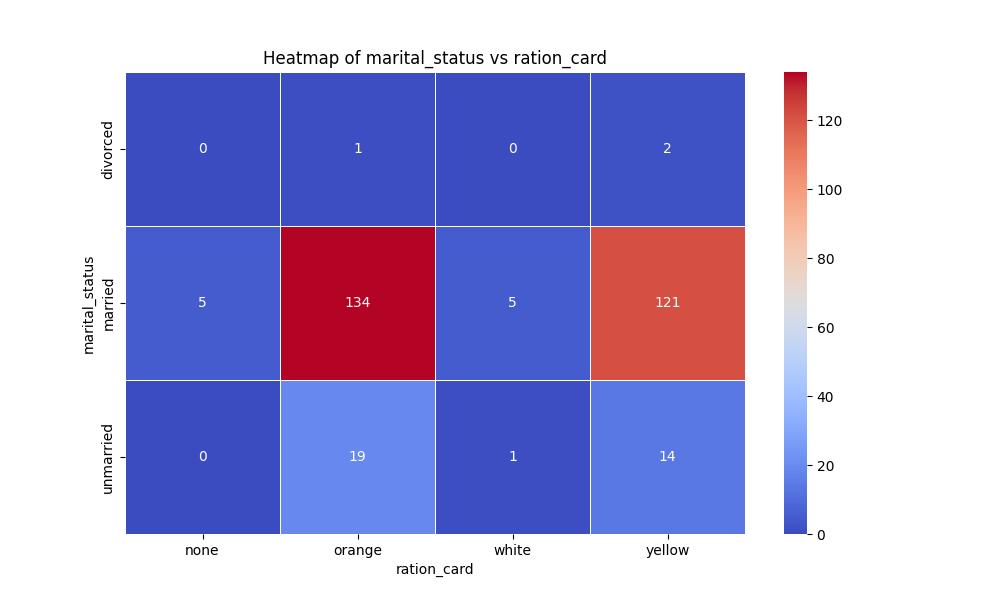 Heatmap of marital_status vs ration_card
marital_status
divorced
0 1 0 2
married
5 134 5 121
unmarried
0 19 1 14
none orange white yellow
ration_card
120
100
80
60
40
20
0